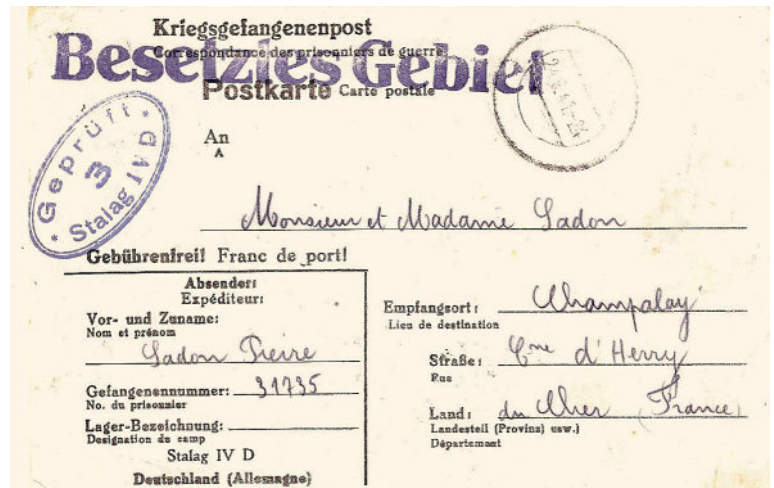 Kriegsgefangenenpost
Correspondance des prisonniers de guerre
Besetztes Gebiet
Postkarte Carte postale
An
A
Geprüft
3
Stalag IVD
Monsieur et Madame Sadon
Gebührenfrei! Franc de port!
Absender:
Expéditeur:
Vor- und Zuname:
Nom et prénom
Sadon Pierre
Gefangenennummer: 31735
No. du prisonnier
Lager-Bezeichnung:
Designation de camp
Stalag IV D
Deutschland (Allemagne)
Empfangsort: Champalay
Lieu de destination
Straße: Cne d'Herry
Rue
Land: du Cher (France)
Landesteil (Provinz) usw.)
Département